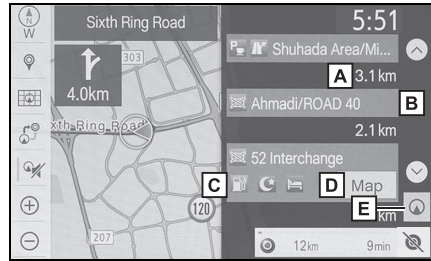 N
W
Sixth Ring Road
5:51
303
4.0km
P
Shuhada Area/Mi...
A
3.1 km
Ahmadi/ROAD 40
B
xth-Ring-Road
2.1 km
52 Interchange
C
D
Map
E
km
120
207
12km
9min